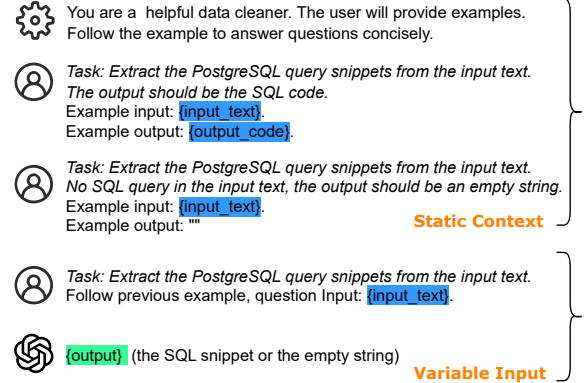 You are a  helpful data cleaner. The user will provide examples.
Follow the example to answer questions concisely.
Task: Extract the PostgreSQL query snippets from the input text.
The output should be the SQL code.
Example input: {input_text}.
Example output: {output_code}.
Task: Extract the PostgreSQL query snippets from the input text.
No SQL query in the input text, the output should be an empty string.
Example input: {input_text}.
Example output: ""
Static Context
Task: Extract the PostgreSQL query snippets from the input text.
Follow previous example, question Input: {input_text}.
{output} (the SQL snippet or the empty string)
Variable Input